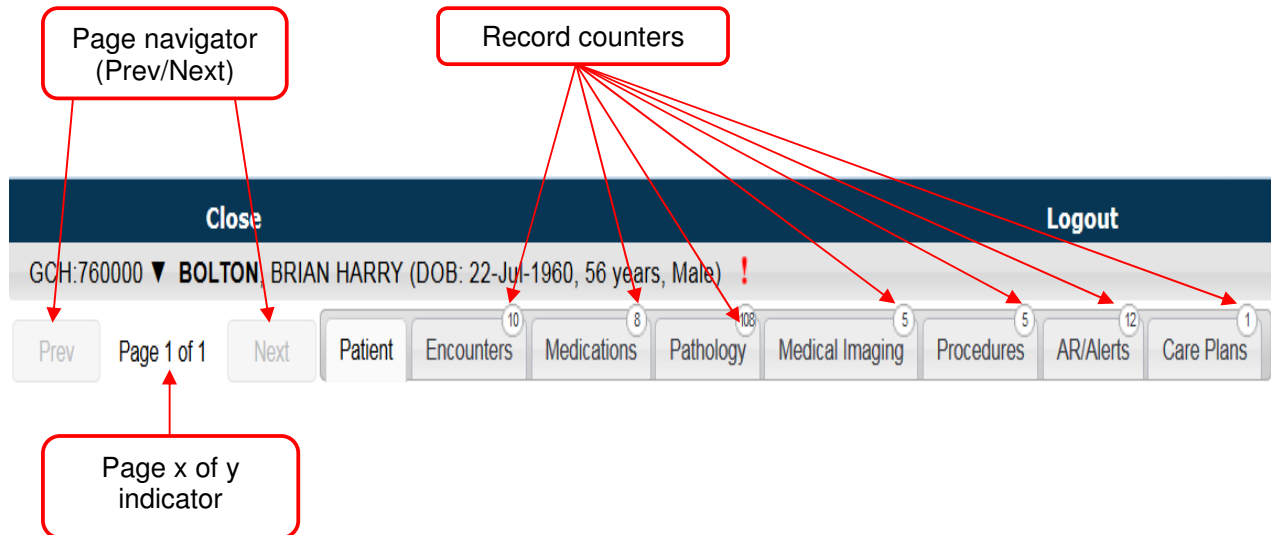 Page navigator
(Prev/Next)
Record counters
Close
Logout
GCH:760000 ▼ BOLTON, BRIAN HARRY (DOB: 22-Jul-1960, 56 years, Male) !
10
8
108
5
5
12
1
Prev
Page 1 of 1
Next
Patient
Encounters
Medications
Pathology
Medical Imaging
Procedures
AR/Alerts
Care Plans
Page x of y
indicator